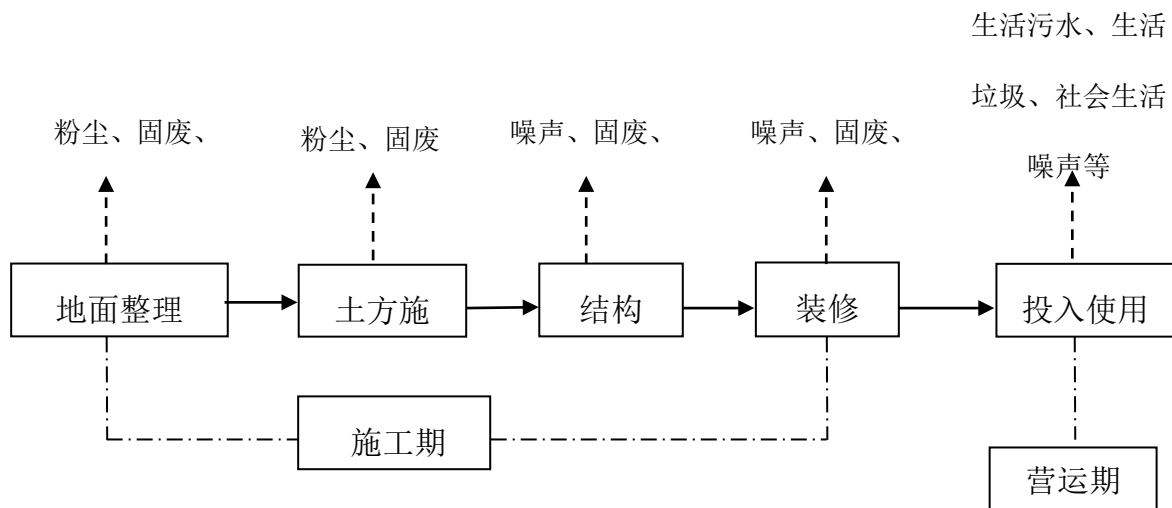 生活污水、生活
垃圾、社会生活
噪声等
粉尘、固废、
粉尘、固废
噪声、固废、
噪声、固废、
地面整理
土方施
结构
装修
投入使用
施工期
营运期